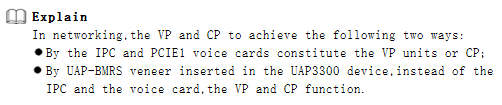 Explain
In networking,the VP and CP to achieve the following two ways:
●By the IPC and PCIE1 voice cards constitute the VP units or CP;
●By UAP-BMRS veneer inserted in the UAP3300 device,instead of the
IPC and the voice card,the VP and CP function.